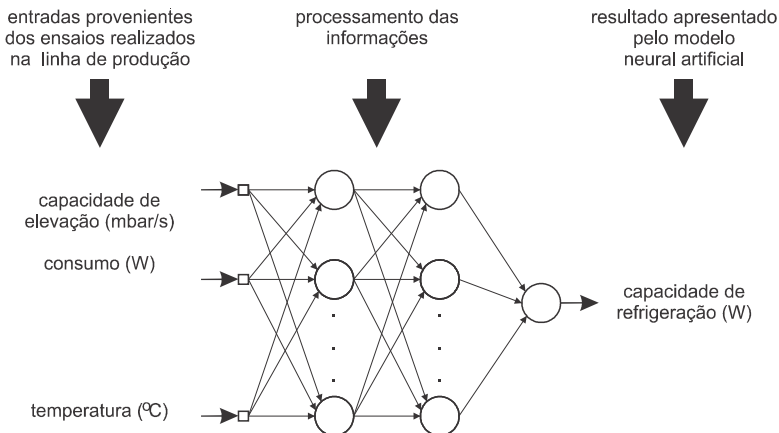 entradas provenientes
dos ensaios realizados
na linha de produção
processamento das
informações
resultado apresentado
pelo modelo
neural artificial
capacidade de
elevação (mbar/s)
consumo (W)
temperatura (ºC)
capacidade de
refrigeração (W)